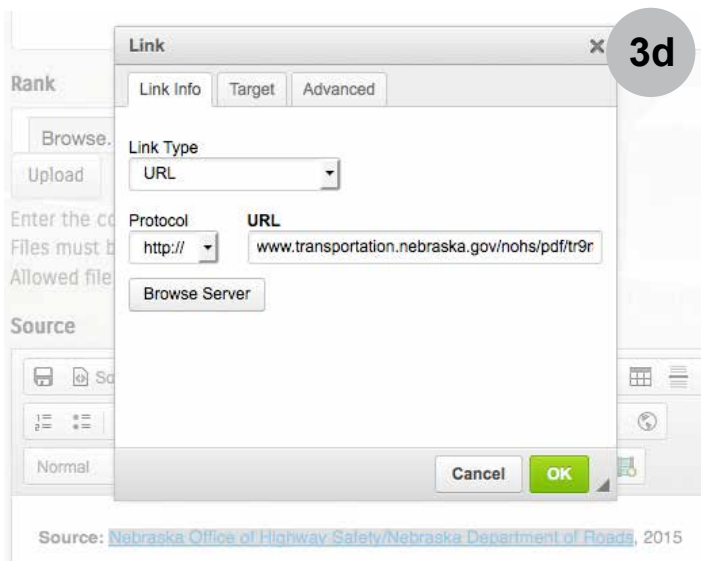 Link
3d
Rank
Link Info Target Advanced
Browse.
Link Type
URL
Upload
Enter the co
Protocol URL
Files must b
http:// www.transportation.nebraska.gov/nohs/pdf/tr9r
Allowed file
Browse Server
Source
So
Normal
Cancel OK
Source: Nebraska Office of Highway Safety/Nebraska Department of Roads, 2015